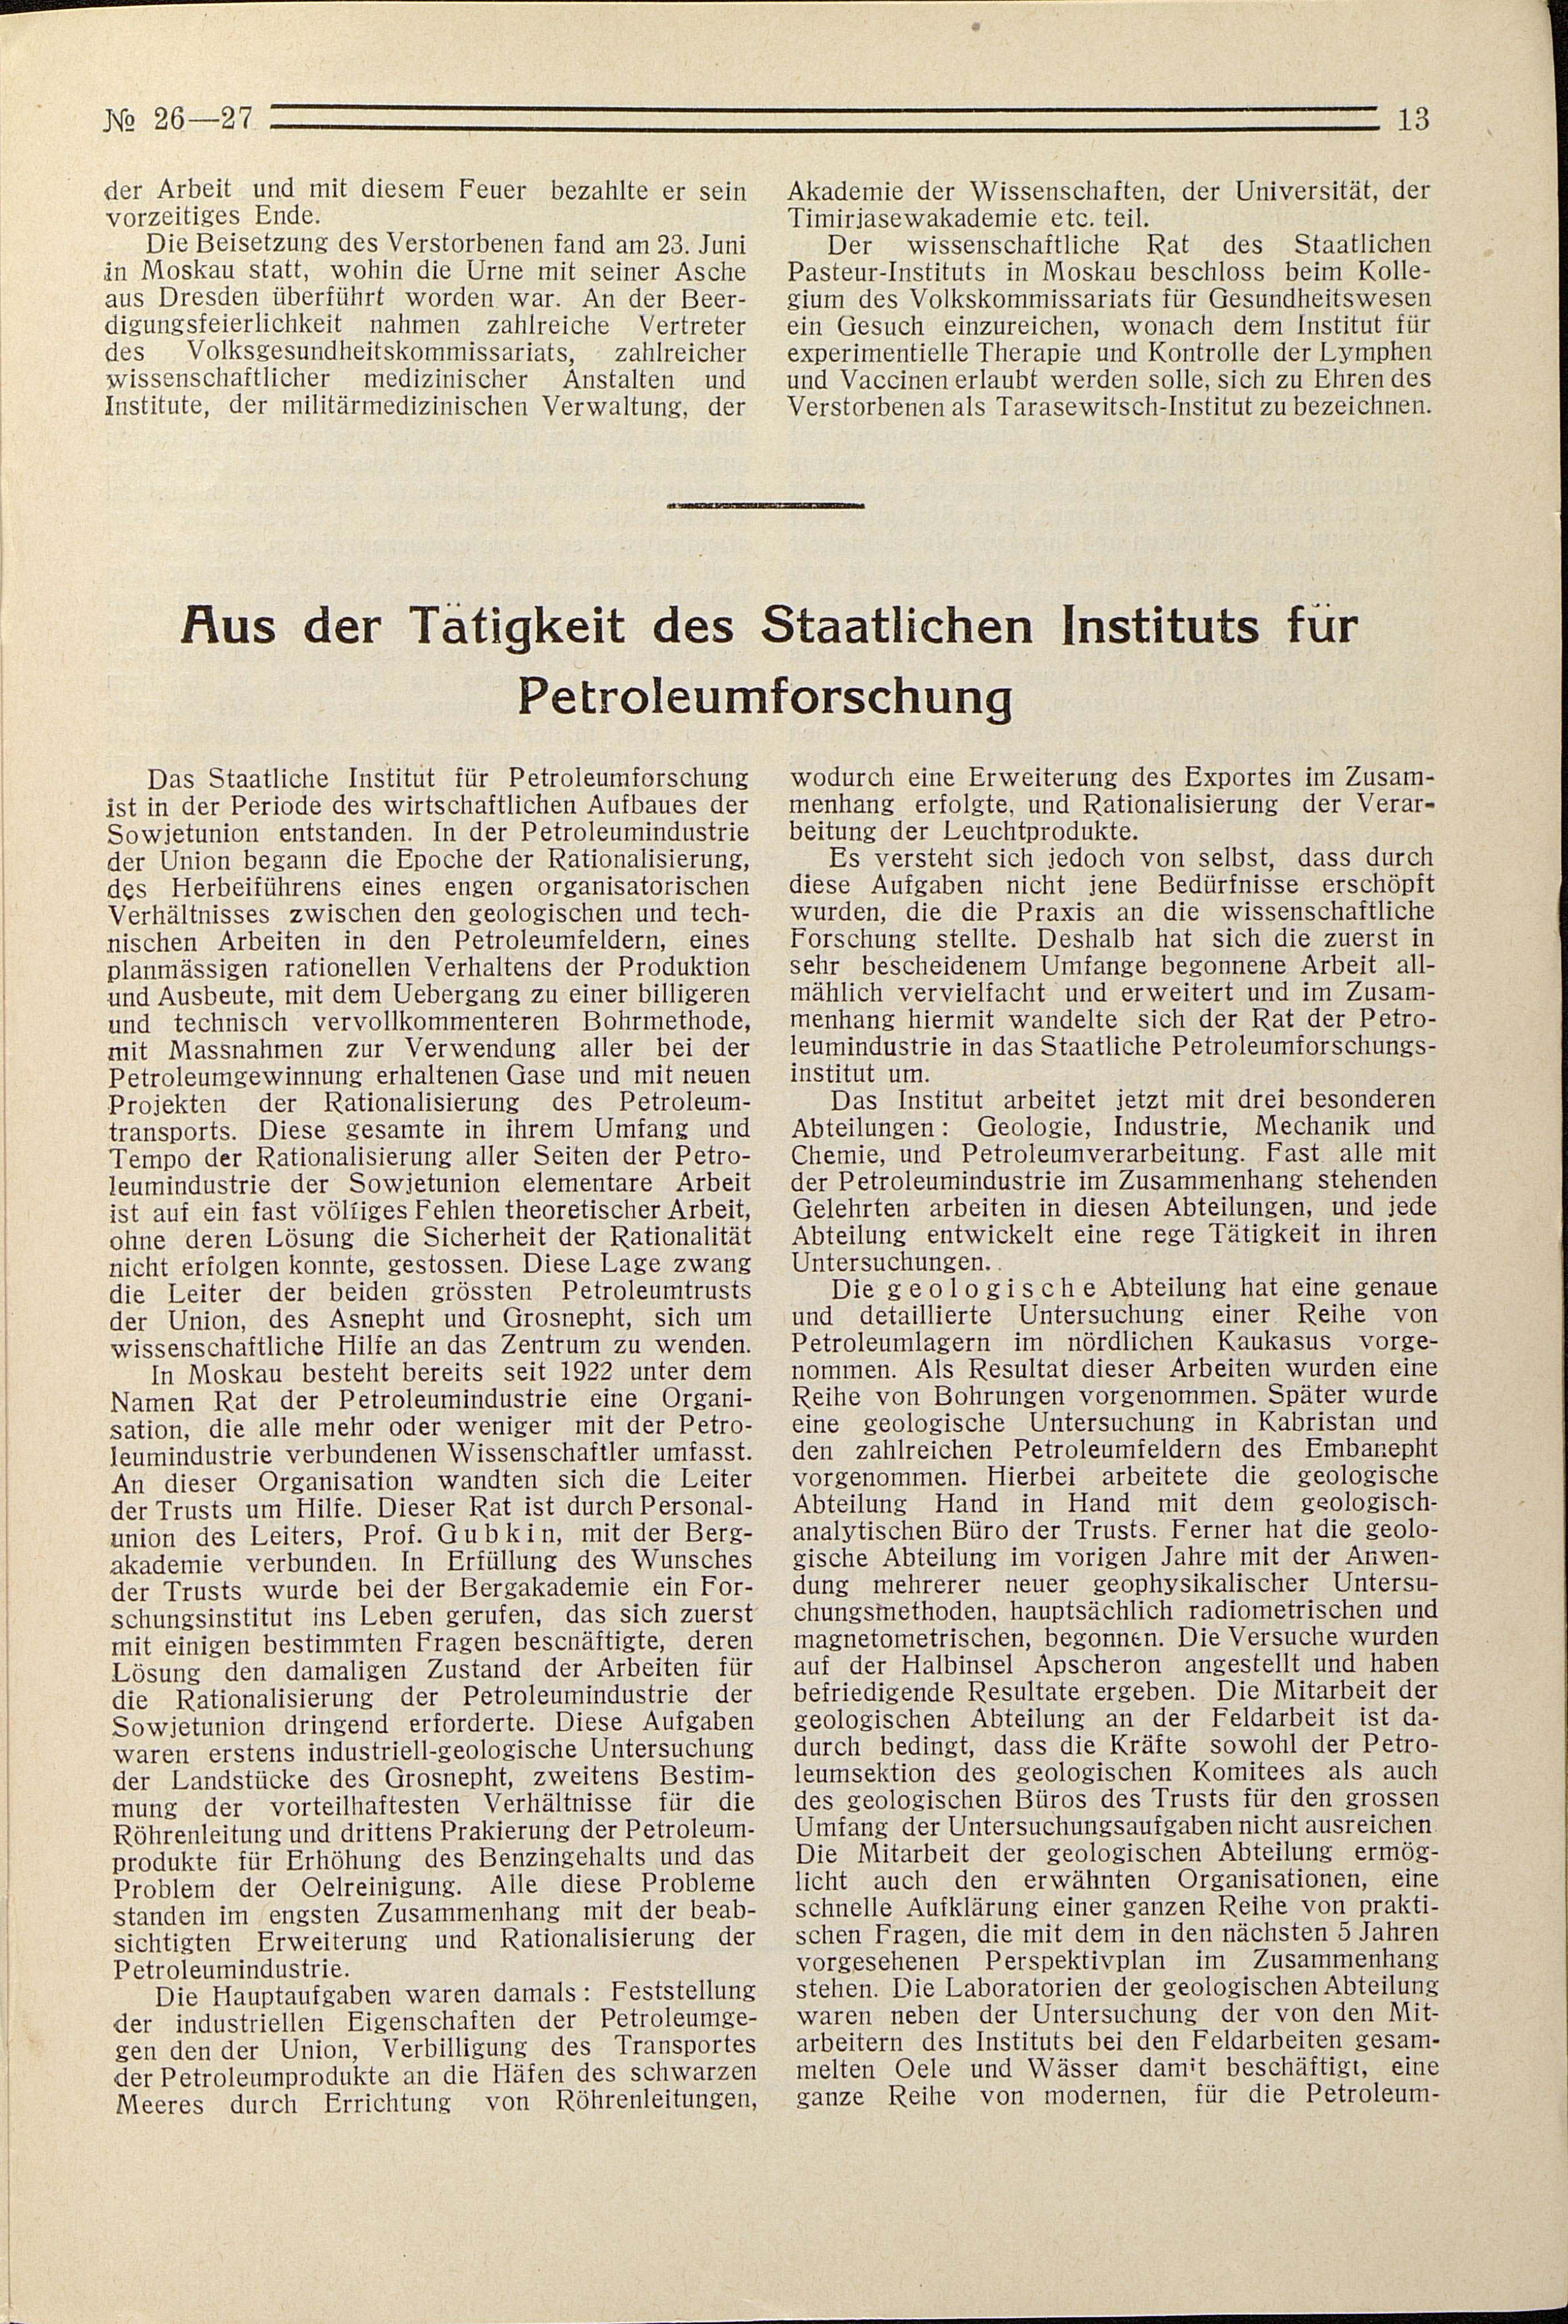 № 26—27
13
der Arbeit und mit diesem Feuer bezahlte er sein
vorzeitiges Ende.
Die Beisetzung des Verstorbenen fand am 23. Juni
in Moskau statt, wohin die Urne mit seiner Asche
aus Dresden überführt worden war. An der Beer-
digungsfeierlichkeit nahmen zahlreiche Vertreter
des Volksgesundheitskommissariats, zahlreicher
wissenschaftlicher medizinischer Anstalten und
Institute, der militärmedizinischen Verwaltung, der
Akademie der Wissenschaften, der Universität, der
Timirjasewakademie etc. teil.
Der wissenschaftliche Rat des Staatlichen
Pasteur-Instituts in Moskau beschloss beim Kolle-
gium des Volkskommissariats für Gesundheitswesen
ein Gesuch einzureichen, wonach dem Institut für
experimentielle Therapie und Kontrolle der Lymphen
und Vaccinen erlaubt werden solle, sich zu Ehren des
Verstorbenen als Tarasewitsch-Institut zu bezeichnen.
Aus der Tätigkeit des Staatlichen Instituts für
Petroleumforschung
Das Staatliche Institut für Petroleumforschung
ist in der Periode des wirtschaftlichen Aufbaues der
Sowjetunion entstanden. In der Petroleumindustrie
der Union begann die Epoche der Rationalisierung,
des Herbeiführens eines engen organisatorischen
Verhältnisses zwischen den geologischen und tech-
nischen Arbeiten in den Petroleumfeldern, eines
planmässigen rationellen Verhaltens der Produktion
und Ausbeute, mit dem Uebergang zu einer billigeren
und technisch vervollkommenteren Bohrmethode,
mit Massnahmen zur Verwendung aller bei der
Petroleumgewinnung erhaltenen Gase und mit neuen
Projekten der Rationalisierung des Petroleum-
transports. Diese gesamte in ihrem Umfang und
Tempo der Rationalisierung aller Seiten der Petro-
leumindustrie der Sowjetunion elementare Arbeit
ist auf ein fast völliges Fehlen theoretischer Arbeit,
ohne deren Lösung die Sicherheit der Rationalität
nicht erfolgen konnte, gestossen. Diese Lage zwang
die Leiter der beiden grössten Petroleumtrusts
der Union, des Asnepht und Grosnepht, sich um
wissenschaftliche Hilfe an das Zentrum zu wenden.
In Moskau besteht bereits seit 1922 unter dem
Namen Rat der Petroleumindustrie eine Organi-
sation, die alle mehr oder weniger mit der Petro-
leumindustrie verbundenen Wissenschaftler umfasst.
An dieser Organisation wandten sich die Leiter
der Trusts um Hilfe. Dieser Rat ist durch Personal-
union des Leiters, Prof. Gubkin, mit der Berg-
akademie verbunden. In Erfüllung des Wunsches
der Trusts wurde bei der Bergakademie ein For-
schungsinstitut ins Leben gerufen, das sich zuerst
mit einigen bestimmten Fragen bescnäftigte, deren
Lösung den damaligen Zustand der Arbeiten für
die Rationalisierung der Petroleumindustrie der
Sowjetunion dringend erforderte. Diese Aufgaben
waren erstens industriell-geologische Untersuchung
der Landstücke des Grosnepht, zweitens Bestim-
mung der vorteilhaftesten Verhältnisse für die
Röhrenleitung und drittens Prakierung der Petroleum-
produkte für Erhöhung des Benzingehalts und das
Problem der Oelreinigung. Alle diese Probleme
standen im engsten Zusammenhang mit der beab-
sichtigten Erweiterung und Rationalisierung der
Petroleumindustrie.
Die Hauptaufgaben waren damals: Feststellung
der industriellen Eigenschaften der Petroleumge-
gen den der Union, Verbilligung des Transportes
der Petroleumprodukte an die Häfen des schwarzen
Meeres durch Errichtung von Röhrenleitungen,
wodurch eine Erweiterung des Exportes im Zusam-
menhang erfolgte, und Rationalisierung der Verar-
beitung der Leuchtprodukte.
Es versteht sich jedoch von selbst, dass durch
diese Aufgaben nicht jene Bedürfnisse erschöpft
wurden, die die Praxis an die wissenschaftliche
Forschung stellte. Deshalb hat sich die zuerst in
sehr bescheidenem Umfange begonnene Arbeit all-
mählich vervielfacht und erweitert und im Zusam-
menhang hiermit wandelte sich der Rat der Petro-
leumindustrie in das Staatliche Petroleumforschungs-
institut um.
Das Institut arbeitet jetzt mit drei besonderen
Abteilungen: Geologie, Industrie, Mechanik und
Chemie, und Petroleumverarbeitung. Fast alle mit
der Petroleumindustrie im Zusammenhang stehenden
Gelehrten arbeiten in diesen Abteilungen, und jede
Abteilung entwickelt eine rege Tätigkeit in ihren
Untersuchungen.
Die geologische Abteilung hat eine genaue
und detaillierte Untersuchung einer Reihe von
Petroleumlagern im nördlichen Kaukasus vorge-
nommen. Als Resultat dieser Arbeiten wurden eine
Reihe von Bohrungen vorgenommen. Später wurde
eine geologische Untersuchung in Kabristan und
den zahlreichen Petroleumfeldern des Embanepht
vorgenommen. Hierbei arbeitete die geologische
Abteilung Hand in Hand mit dem geologisch-
analytischen Büro der Trusts. Ferner hat die geolo-
gische Abteilung im vorigen Jahre mit der Anwen-
dung mehrerer neuer geophysikalischer Untersu-
chungsmethoden, hauptsächlich radiometrischen und
magnetometrischen, begonnen. Die Versuche wurden
auf der Halbinsel Apscheron angestellt und haben
befriedigende Resultate ergeben. Die Mitarbeit der
geologischen Abteilung an der Feldarbeit ist da-
durch bedingt, dass die Kräfte sowohl der Petro-
leumsektion des geologischen Komitees als auch
des geologischen Büros des Trusts für den grossen
Umfang der Untersuchungsaufgaben nicht ausreichen
Die Mitarbeit der geologischen Abteilung ermög-
licht auch den erwähnten Organisationen, eine
schnelle Aufklärung einer ganzen Reihe von prakti-
schen Fragen, die mit dem in den nächsten 5 Jahren
vorgesehenen Perspektivplan im Zusammenhang
stehen. Die Laboratorien der geologischen Abteilung
waren neben der Untersuchung der von den Mit-
arbeitern des Instituts bei den Feldarbeiten gesam-
melten Oele und Wässer damit beschäftigt, eine
ganze Reihe von modernen, für die Petroleum-